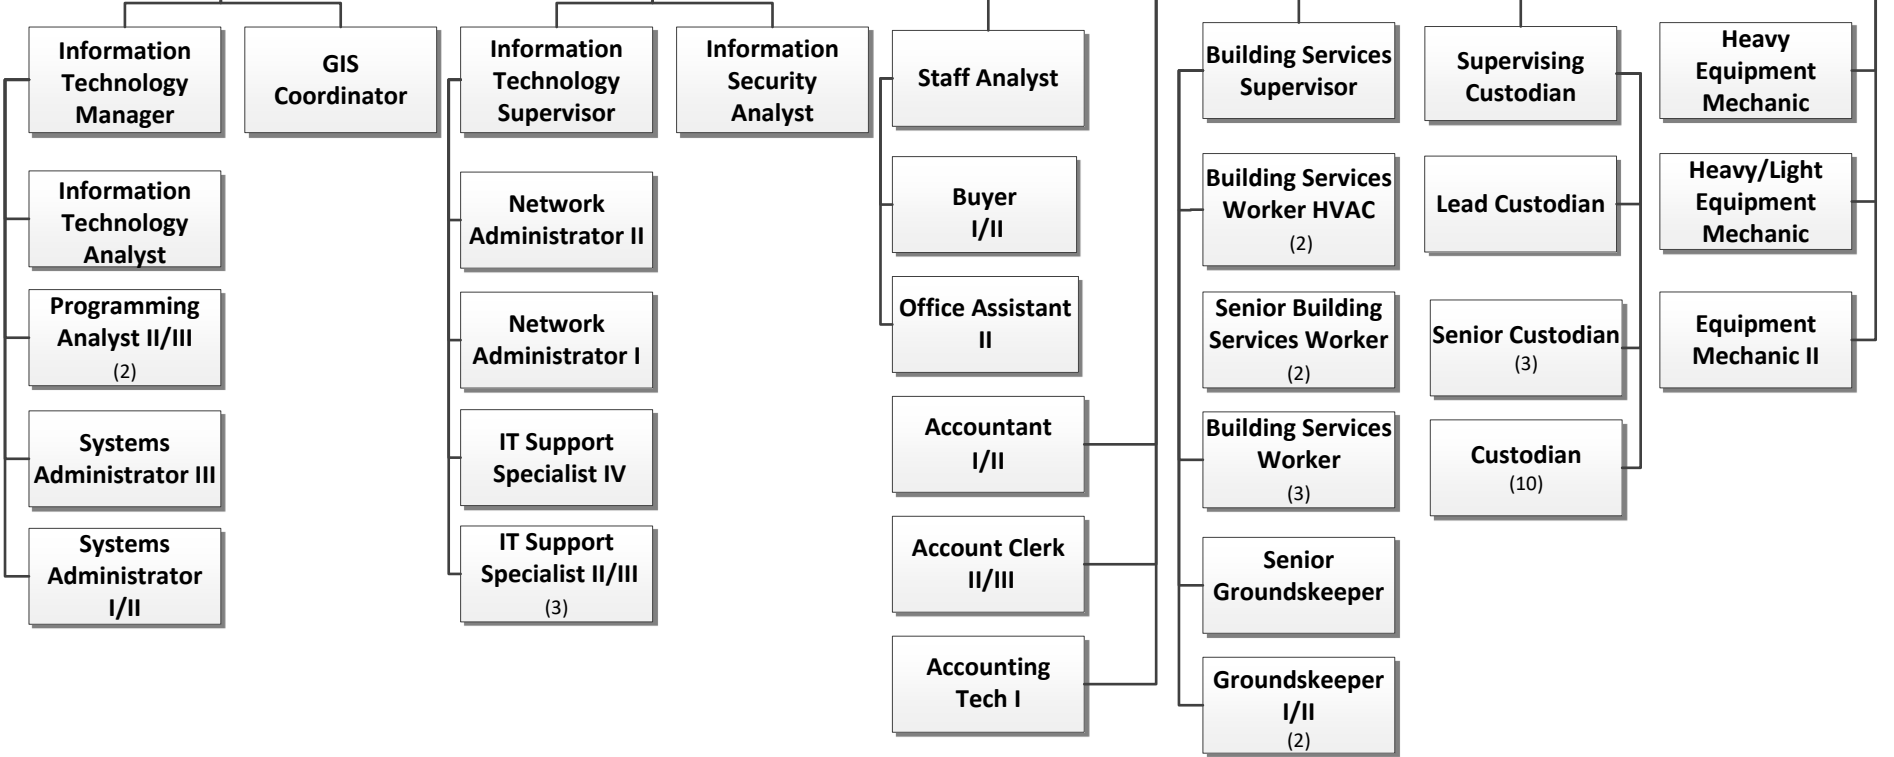 Information
Technology
Manager
GIS
Coordinator
Information
Technology
Supervisor
Information
Security
Analyst
Staff Analyst
Building Services
Supervisor
Supervising
Custodian
Heavy
Equipment
Mechanic
Information
Technology
Analyst
Network
Administrator II
Buyer
I/II
Building Services
Worker HVAC
(2)
Lead Custodian
Heavy/Light
Equipment
Mechanic
Programming
Analyst II/III
(2)
Network
Administrator I
Office Assistant
II
Senior Building
Services Worker
(2)
Senior Custodian
(3)
Equipment
Mechanic II
Systems
Administrator III
IT Support
Specialist IV
Accountant
I/II
Building Services
Worker
(3)
Custodian
(10)
Systems
Administrator
I/II
IT Support
Specialist II/III
(3)
Account Clerk
II/III
Senior
Groundskeeper
Accounting
Tech I
Groundskeeper
I/II
(2)